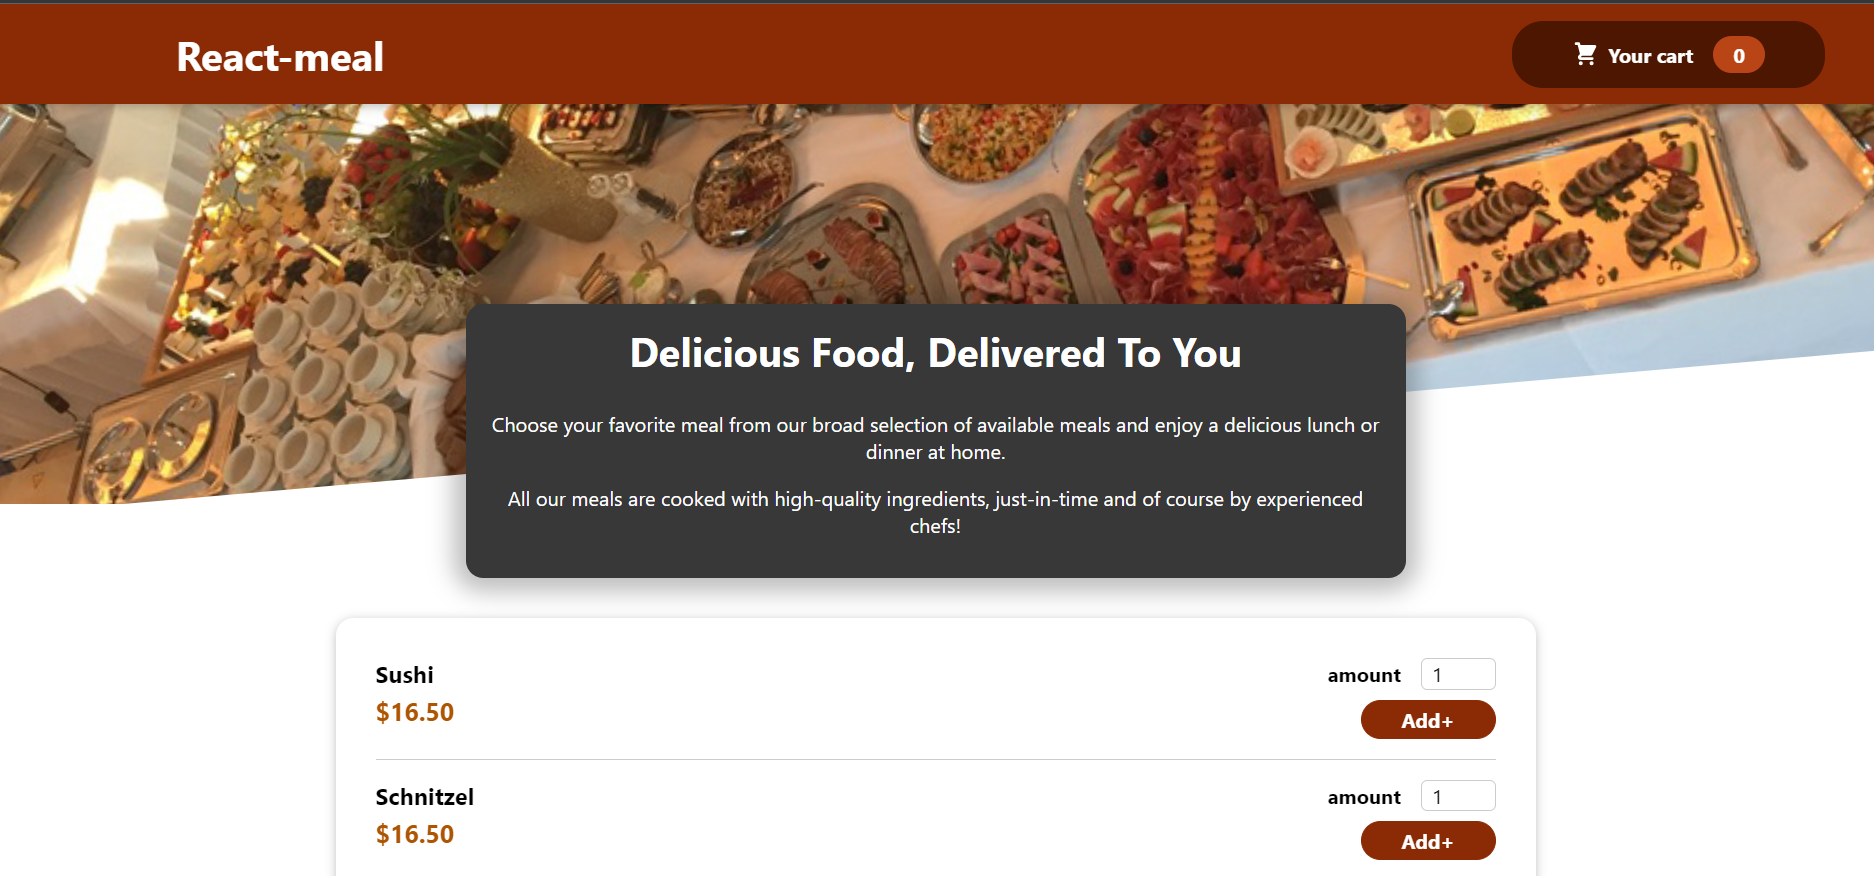 React-meal
Your cart 0
Delicious Food, Delivered To You
Choose your favorite meal from our broad selection of available meals and enjoy a delicious lunch or
dinner at home.
All our meals are cooked with high-quality ingredients, just-in-time and of course by experienced
chefs!
Sushi
amount 1
$16.50
Add+
Schnitzel
amount 1
$16.50
Add+